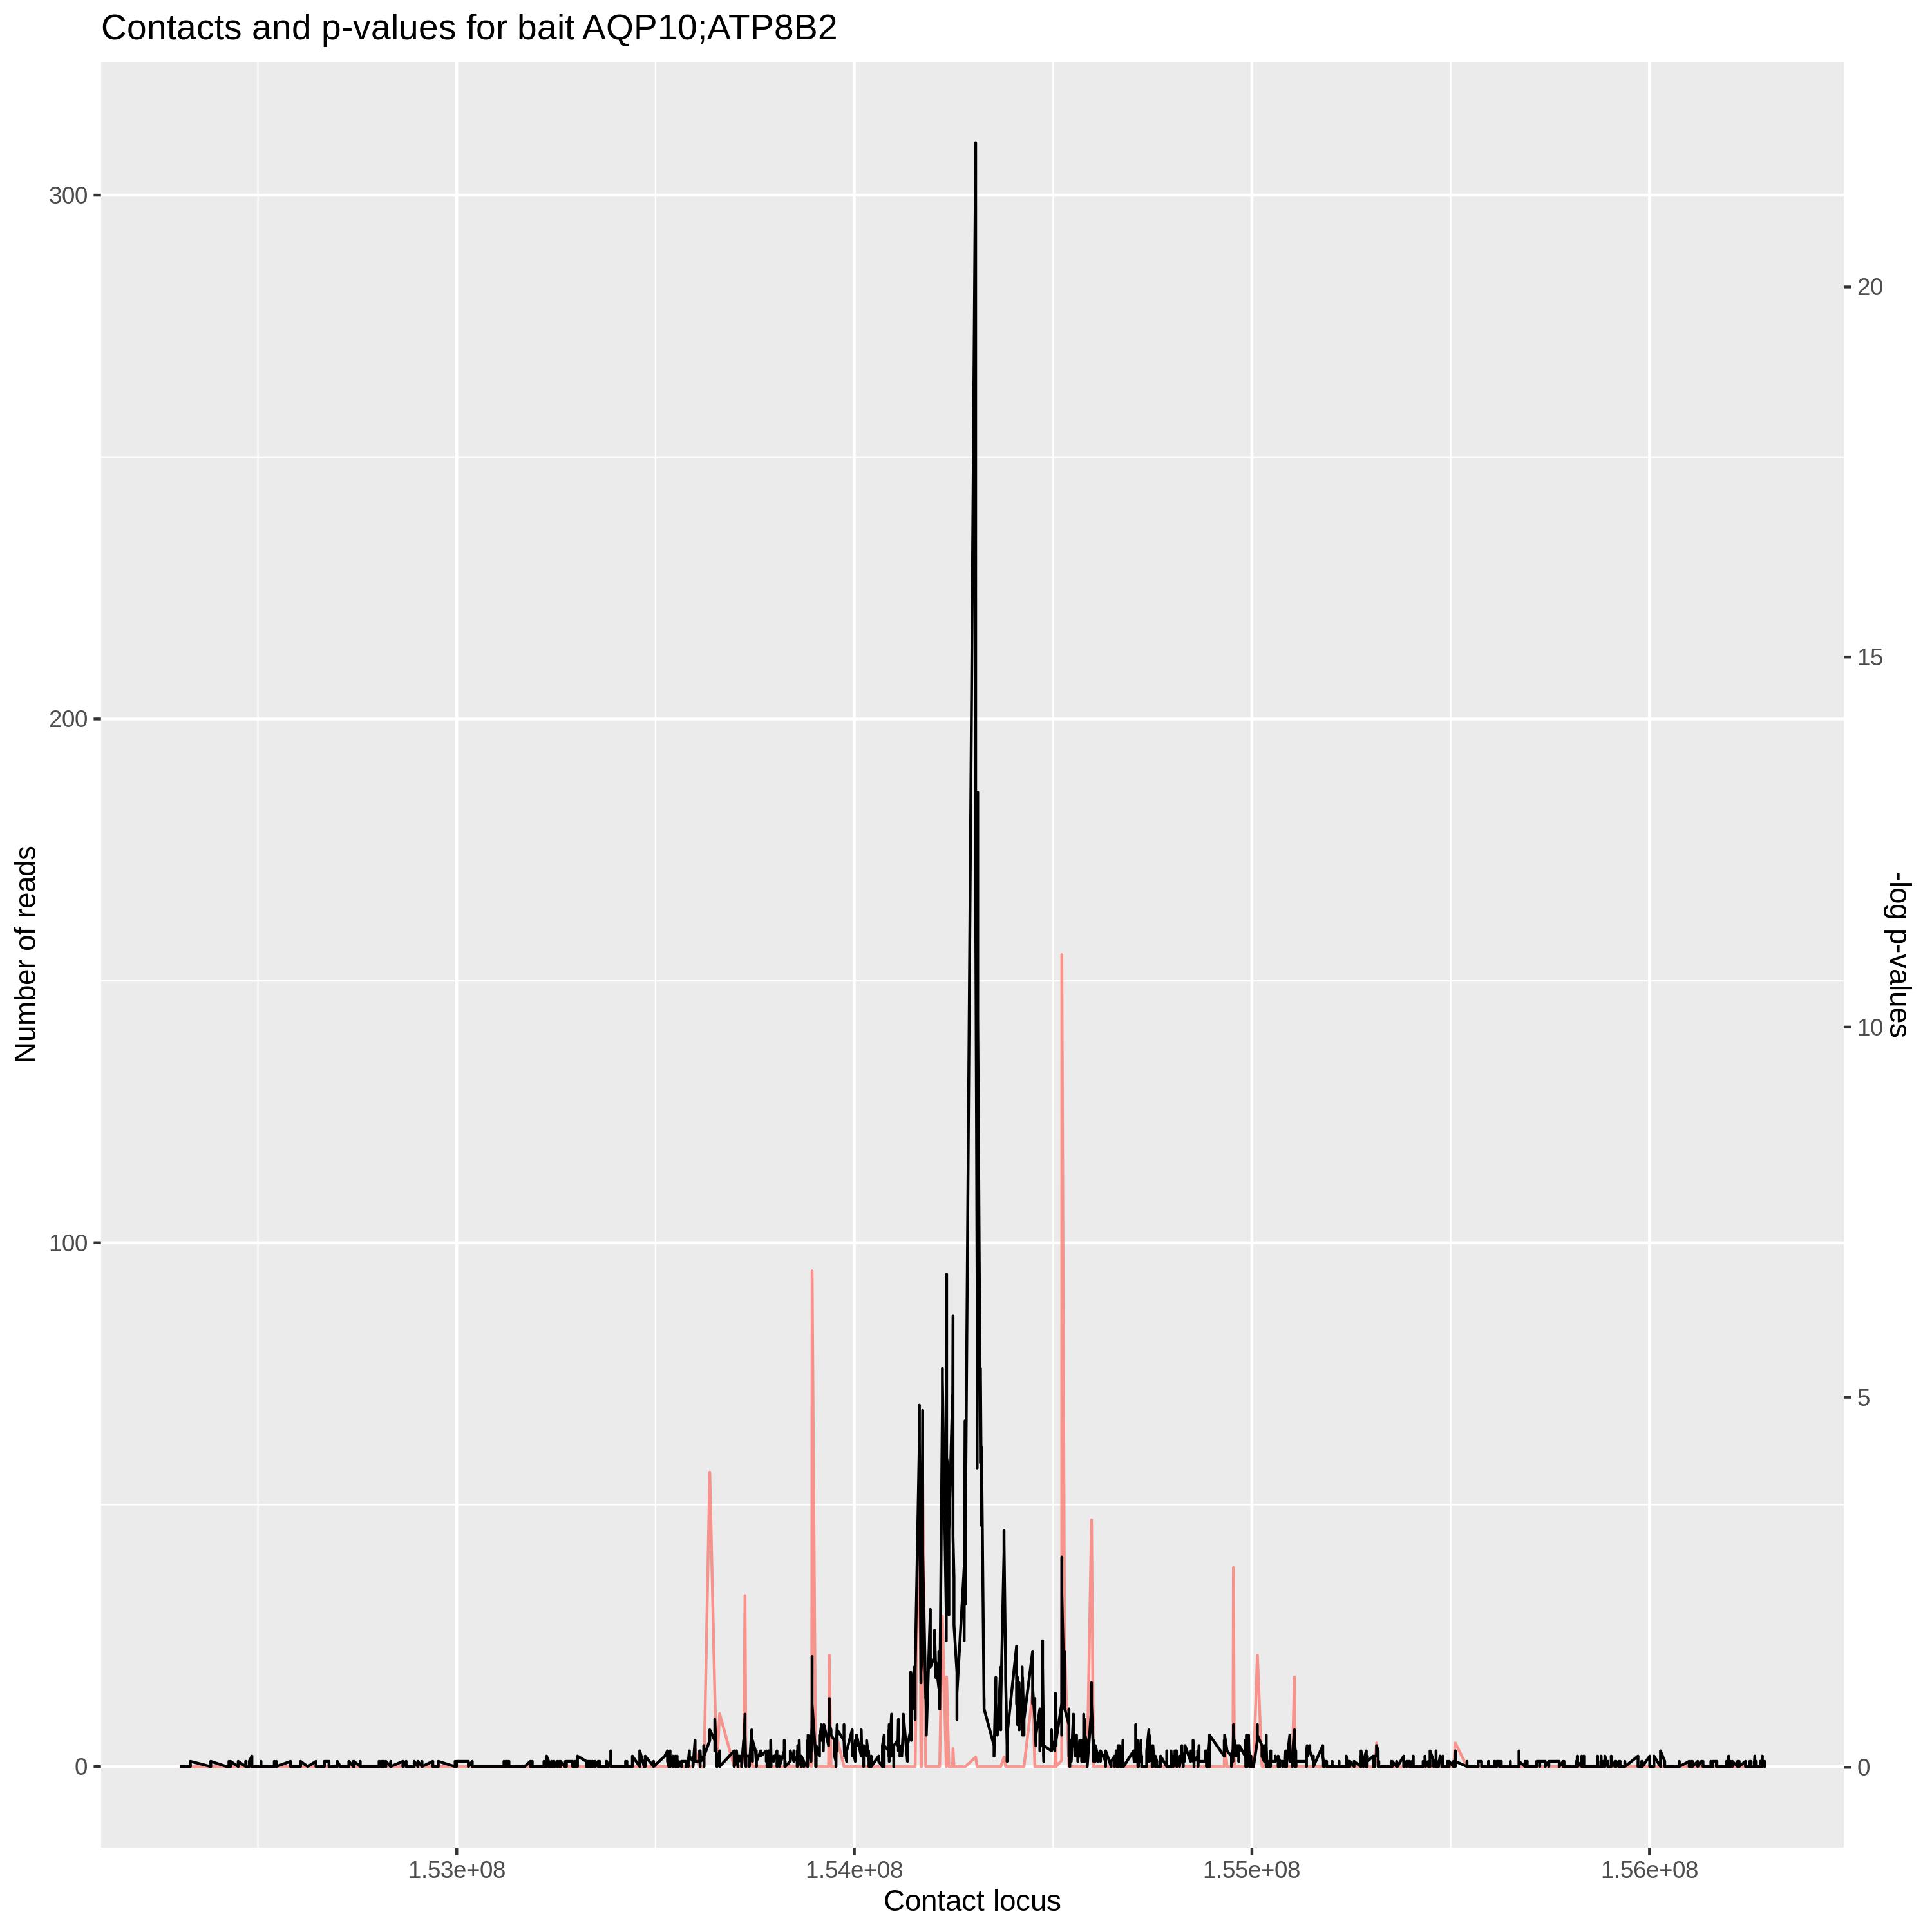 Contacts and p-values for bait AQP10;ATP8B2
300
200
100
0
Number of reads
20
15
10
5
0
-log p-values
1.53e+08
1.54e+08
1.55e+08
1.56e+08
Contact locus